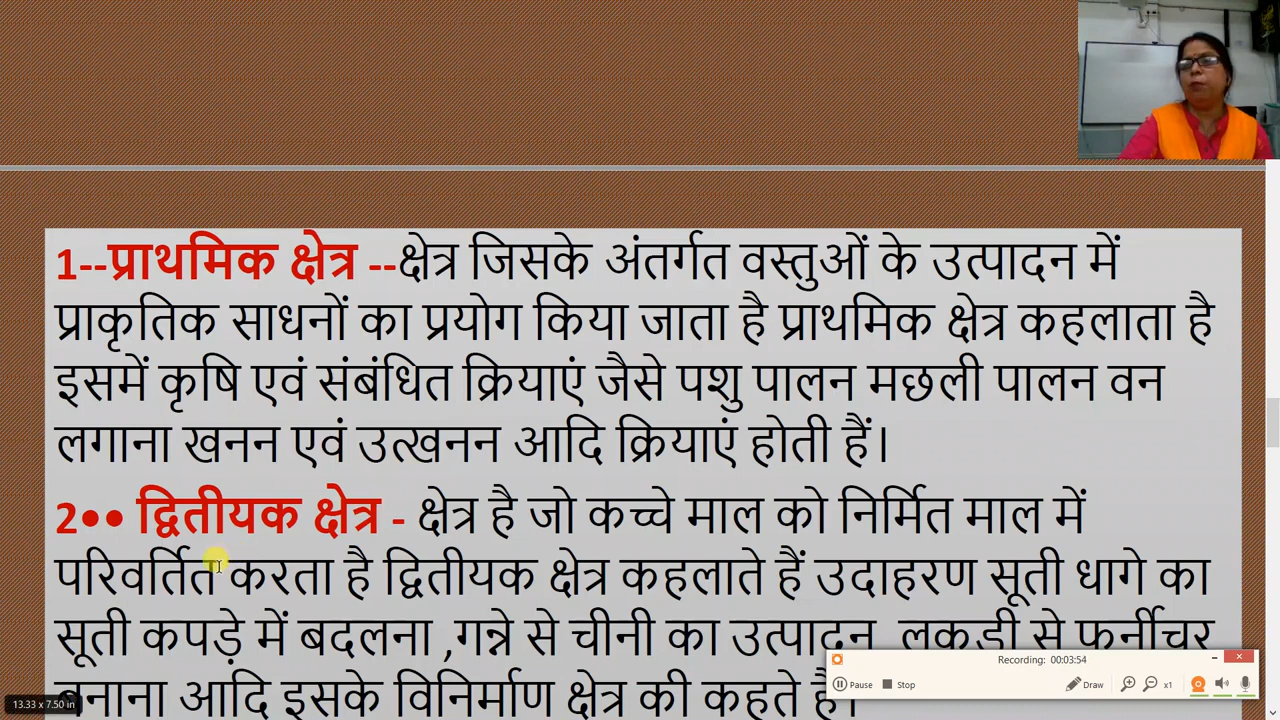 1--प्राथमिक क्षेत्र --क्षेत्र जिसके अंतर्गत वस्तुओं के उत्पादन में
प्राकृतिक साधनों का प्रयोग किया जाता है प्राथमिक क्षेत्र कहलाता है
इसमें कृषि एवं संबंधित क्रियाएं जैसे पशु पालन मछली पालन वन
लगाना खनन एवं उत्खनन आदि क्रियाएं होती हैं।
2•• द्वितीयक क्षेत्र - क्षेत्र है जो कच्चे माल को निर्मित माल में
परिवर्तित करता है द्वितीयक क्षेत्र कहलाते हैं उदाहरण सूती धागे का
सूती कपड़े में बदलना ,गन्ने से चीनी का उत्पादन लकड़ी से फर्नीचर
बनाना आदि इसके विनिर्माण क्षेत्र की कहते हैं।
Recording: 00:03:54
Pause Stop Draw x1
13.33 x 7.50 in